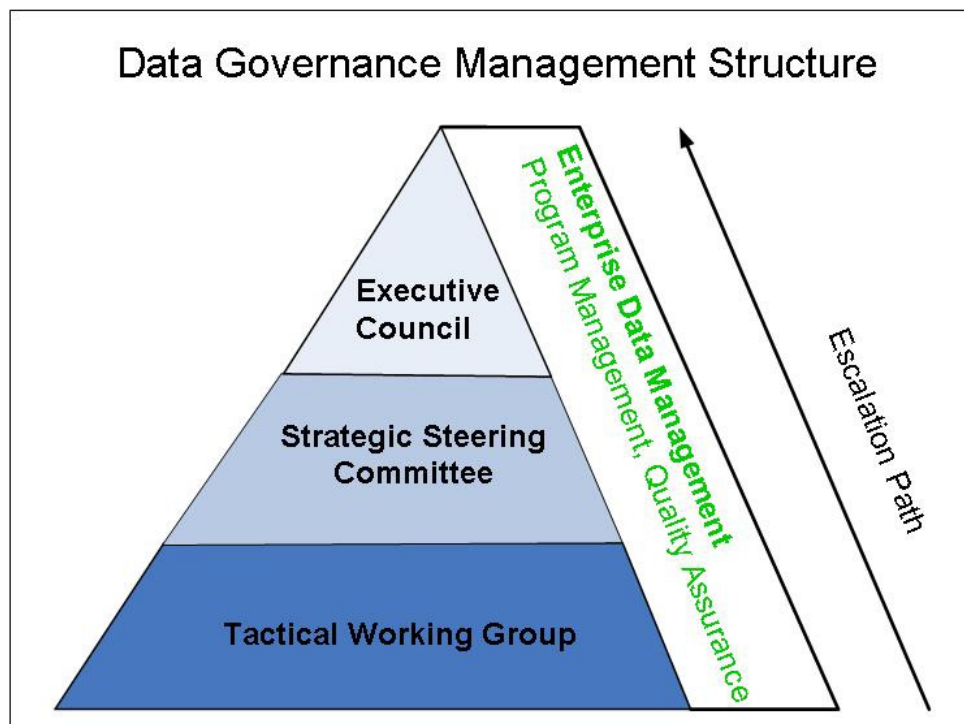 Data Governance Management Structure
Executive
Council
Strategic Steering
Committee
Tactical Working Group
Enterprise Data Management
Program Management, Quality Assurance
Escalation Path